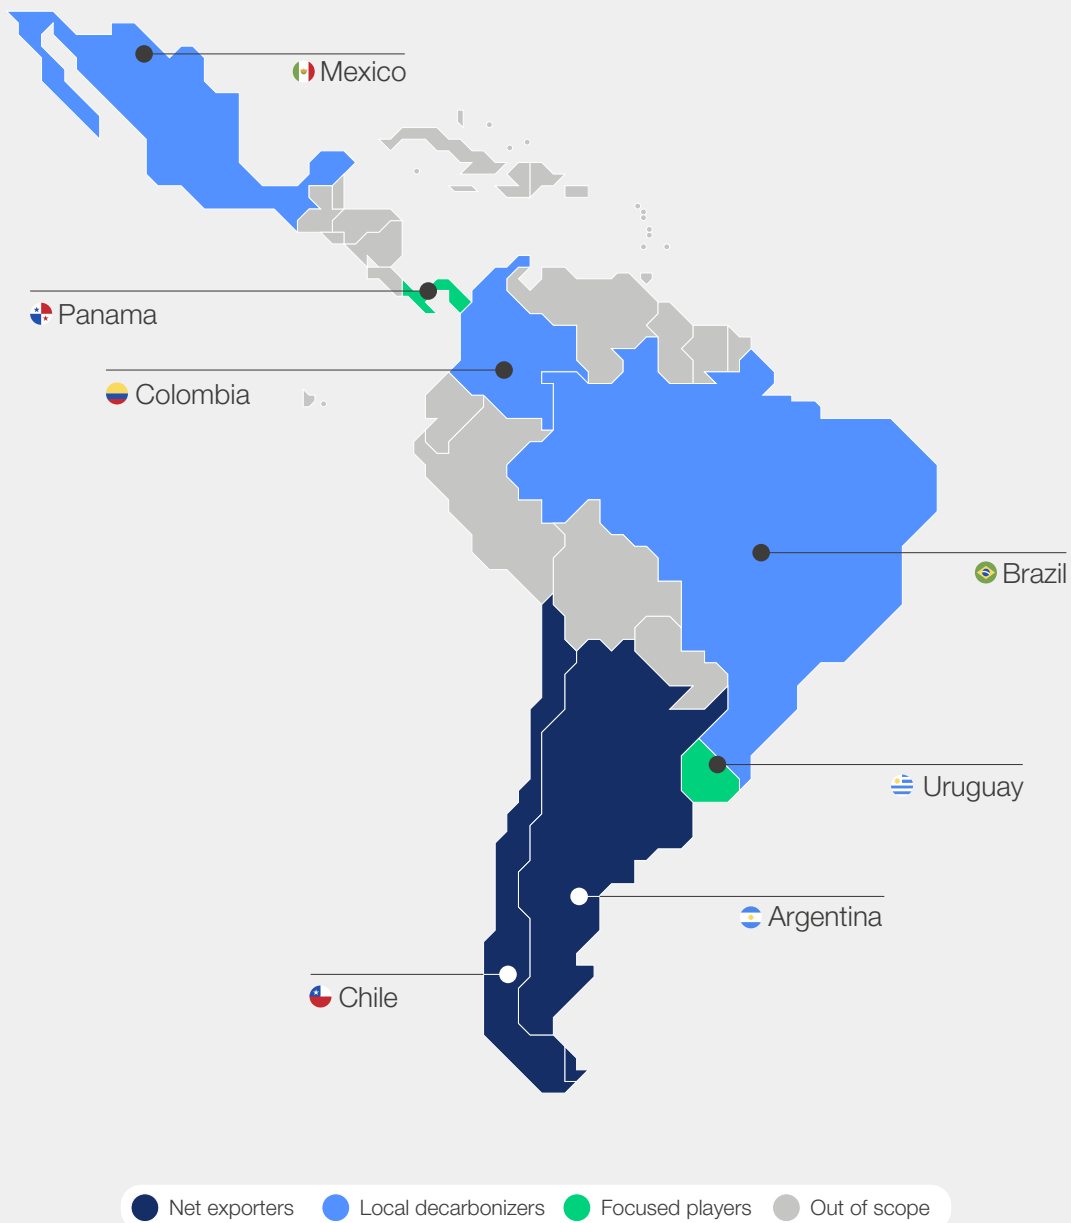 Mexico
Panama
Colombia
Brazil
Uruguay
Argentina
Chile
Net exporters
Local decarbonizers
Focused players
Out of scope